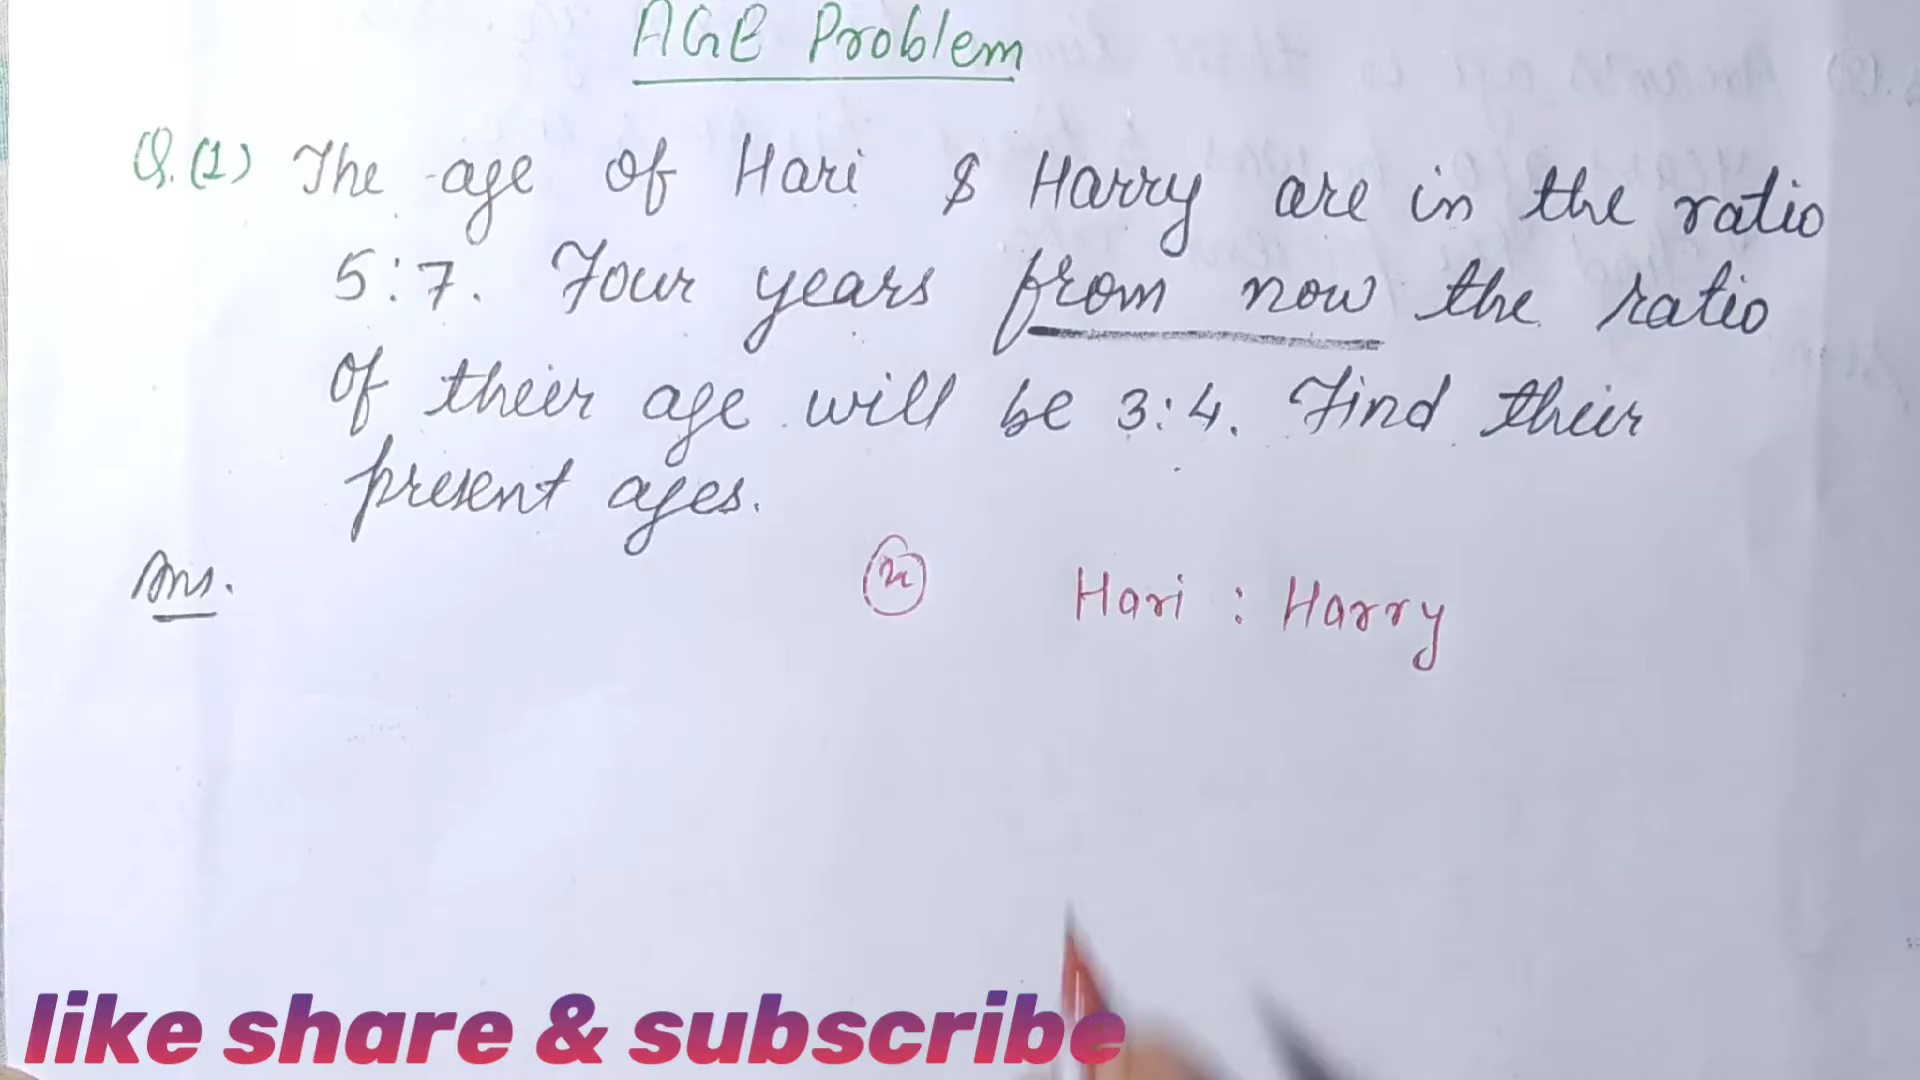 AGE Problem
Q.(1) The age of Hari & Harry are in the ratio
5:7. Four years from now the ratio
of their age will be 3:4. Find their
present ages.
Ans.
x Hari : Harry
like share & subscribe